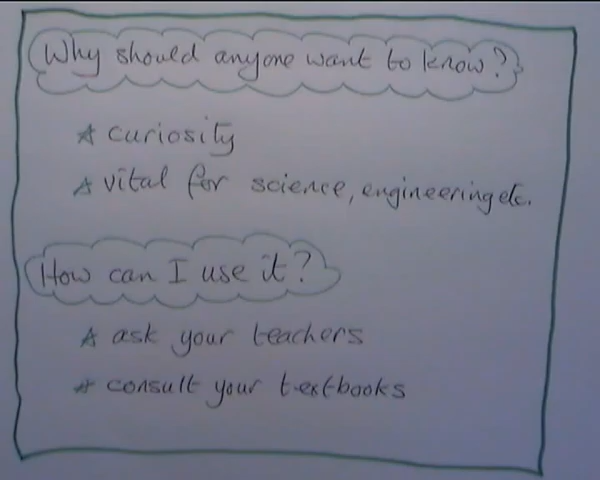 Why should anyone want to know?
* curiosity
* vital for science, engineering etc.
How can I use it?
* ask your teachers
* consult your textbooks